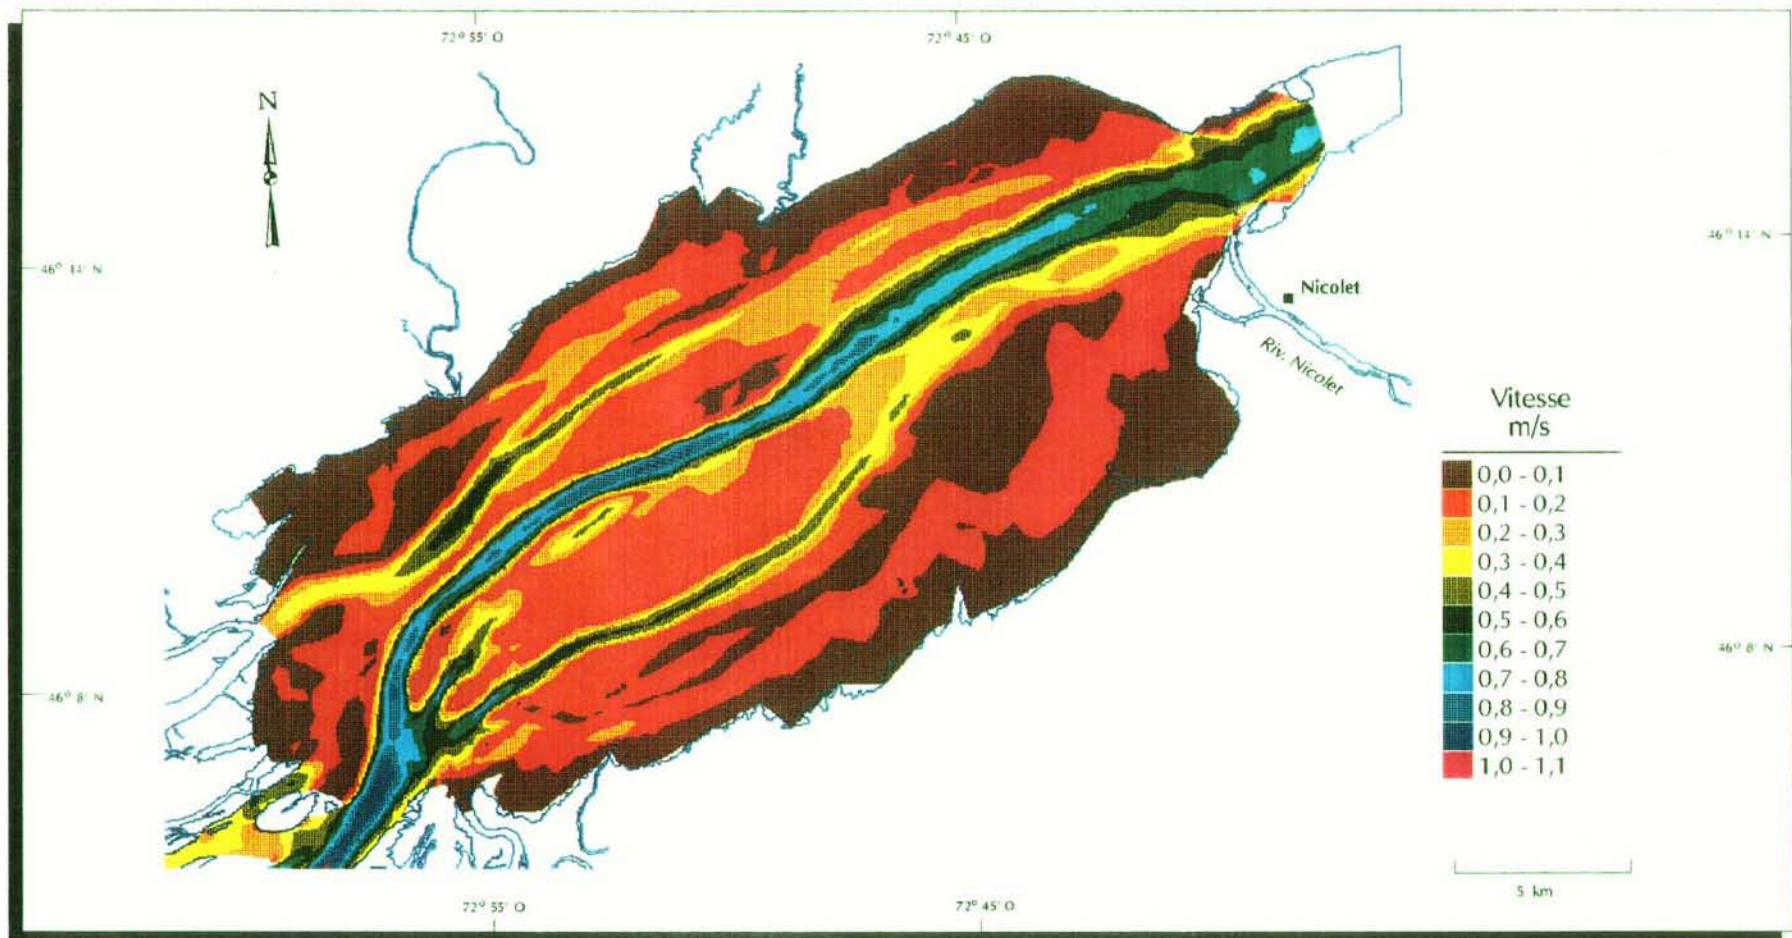 72° 55' O
72° 45' O
N
46° 14' N
46° 14' N
Nicolet
Riv. Nicolet
Vitesse
m/s
0,0 - 0,1
0,1 - 0,2
0,2 - 0,3
0,3 - 0,4
0,4 - 0,5
0,5 - 0,6
0,6 - 0,7
0,7 - 0,8
0,8 - 0,9
0,9 - 1,0
1,0 - 1,1
46° 8' N
46° 8' N
5 km
72° 55' O
72° 45' O